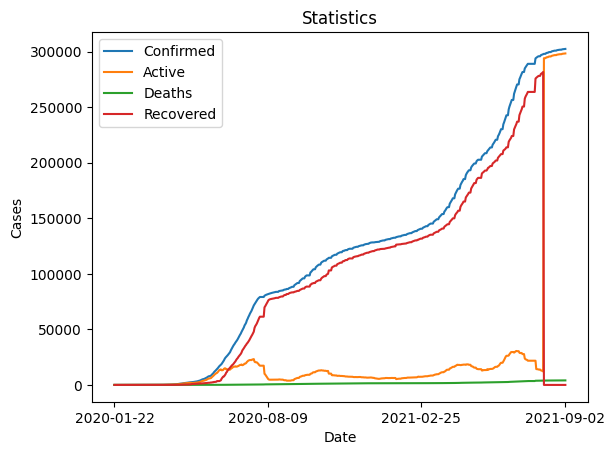 Statistics
Confirmed
Active
Deaths
Recovered
300000
250000
200000
150000
100000
50000
0
Cases
2020-01-22
2020-08-09
2021-02-25
2021-09-02
Date